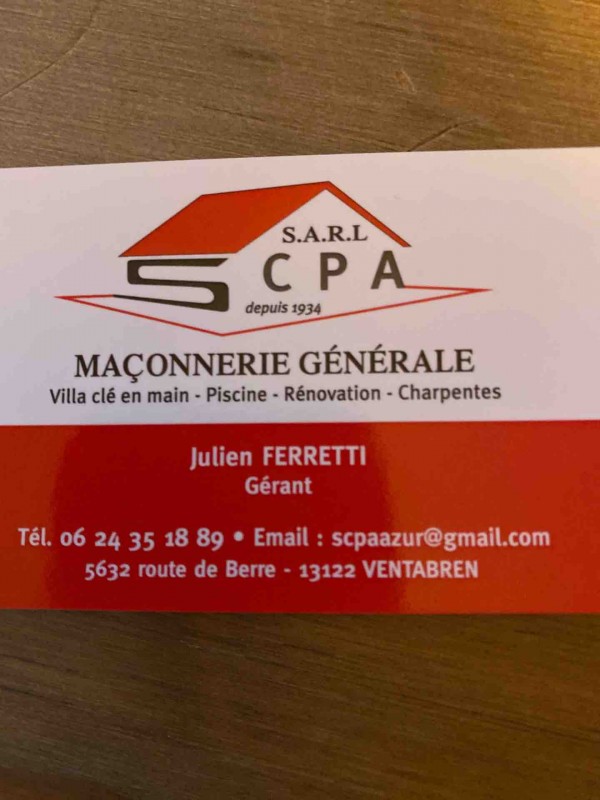 S.A.R.L
SCPA
depuis 1934
MAÇONNERIE GÉNÉRALE
Villa clé en main - Piscine - Rénovation - Charpentes
Julien FERRETTI
Gérant
Tél. 06 24 35 18 89 • Email : scpaazur@gmail.com
5632 route de Berre - 13122 VENTABREN